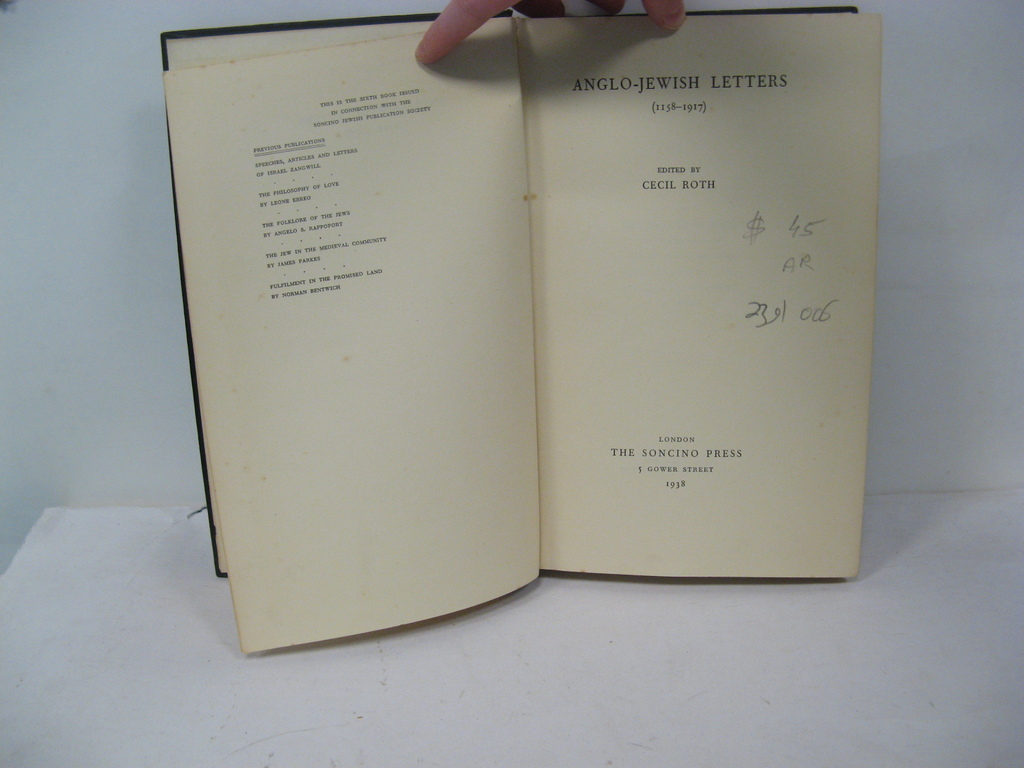 THIS IS THE SIXTH BOOK ISSUED
IN CONNECTION WITH THE
SONCINO JEWISH PUBLICATION SOCIETY
PREVIOUS PUBLICATIONS
SPEECHES, ARTICLES AND LETTERS
OF ISRAEL ZANGWILL
THE PHILOSOPHY OF LOVE
BY LEONE EBREO
THE FOLKLORE OF THE JEWS
BY ANGELO S. RAPPOPORT
THE JEW IN THE MEDIEVAL COMMUNITY
BY JAMES PARKES
FULFILMENT IN THE PROMISED LAND
BY NORMAN BENTWICH
ANGLO-JEWISH LETTERS
(1158–1917)
EDITED BY
CECIL ROTH
$ 45
AR
LONDON
THE SONCINO PRESS
5 GOWER STREET
1938